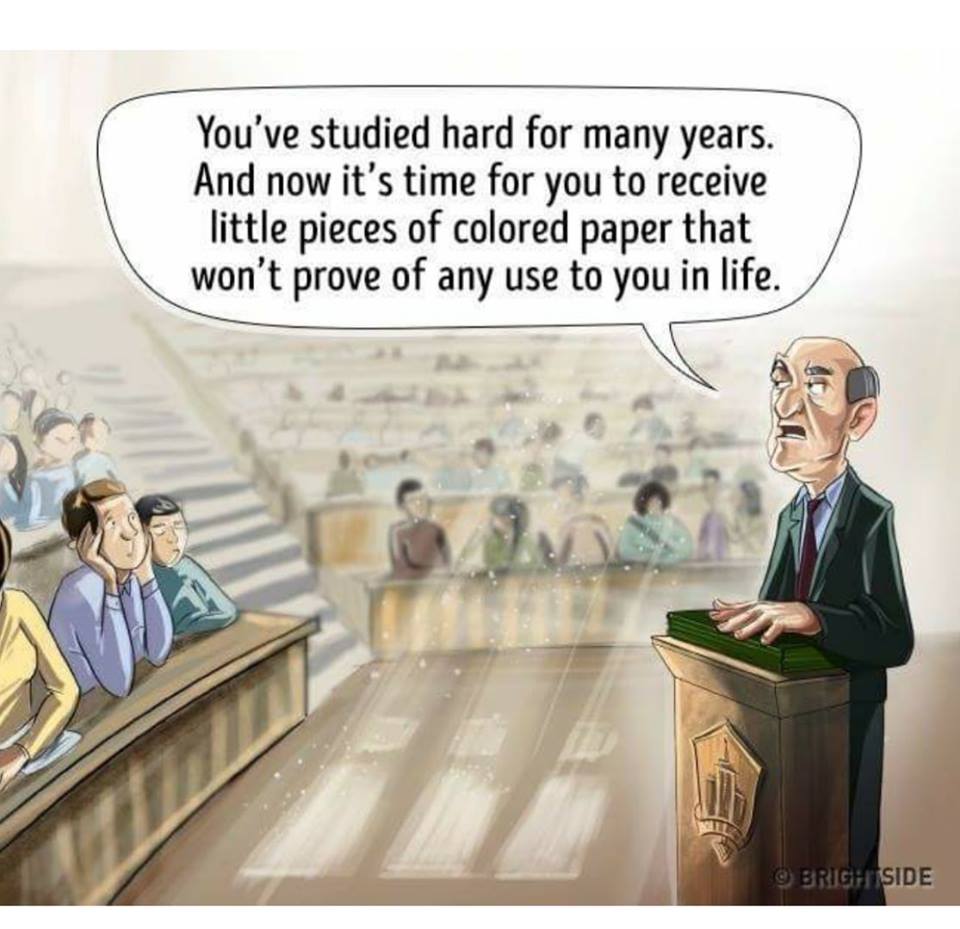 You've studied hard for many years.
And now it's time for you to receive
little pieces of colored paper that
won't prove of any use to you in life.
© BRIGHTSIDE